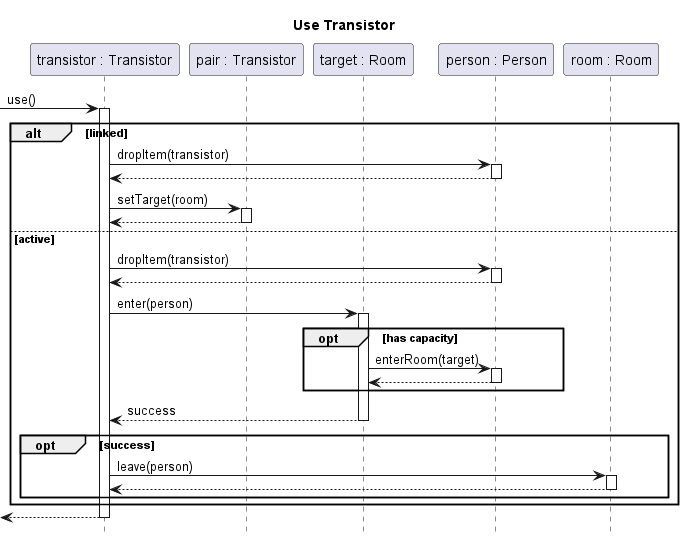 Use Transistor
transistor : Transistor
pair : Transistor
target : Room
person : Person
room : Room
use()
alt
[linked]
dropItem(transistor)
setTarget(room)
[active]
dropItem(transistor)
enter(person)
opt
[has capacity]
enterRoom(target)
success
opt
[success]
leave(person)